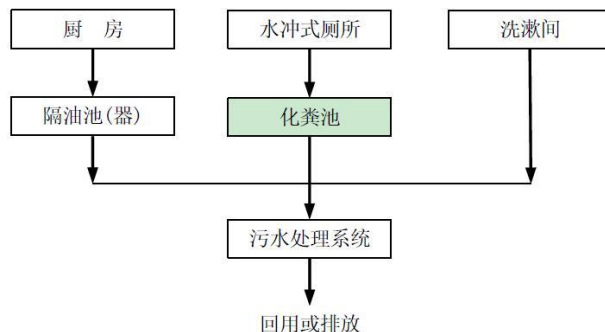 厨　房
水冲式厕所
洗漱间
隔油池(器)
化粪池
污水处理系统
回用或排放